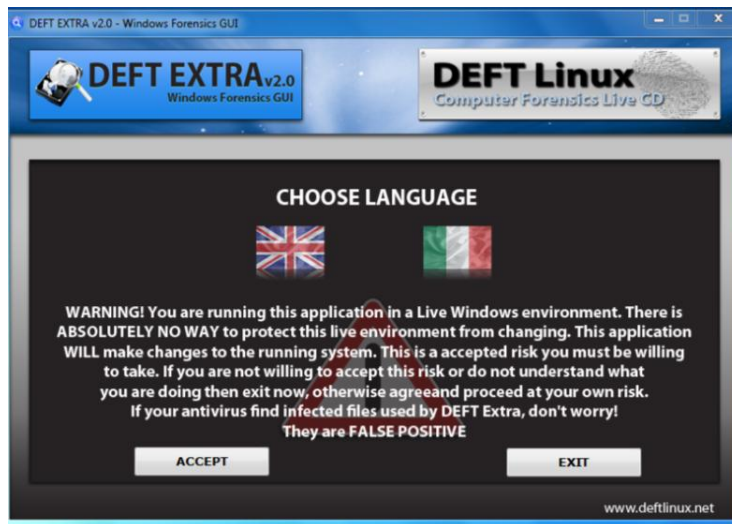 DEFT EXTRA v2.0 - Windows Forensics GUI
DEFT EXTRA v2.0
Windows Forensics GUI
DEFT Linux
Computer Forensics Live CD
CHOOSE LANGUAGE
WARNING! You are running this application in a Live Windows environment. There is
ABSOLUTELY NO WAY to protect this live environment from changing. This application
WILL make changes to the running system. This is a accepted risk you must be willing
to take. If you are not willing to accept this risk or do not understand what
you are doing then exit now, otherwise agreeand proceed at your own risk.
If your antivirus find infected files used by DEFT Extra, don't worry!
They are FALSE POSITIVE
ACCEPT
EXIT
www.deftlinux.net